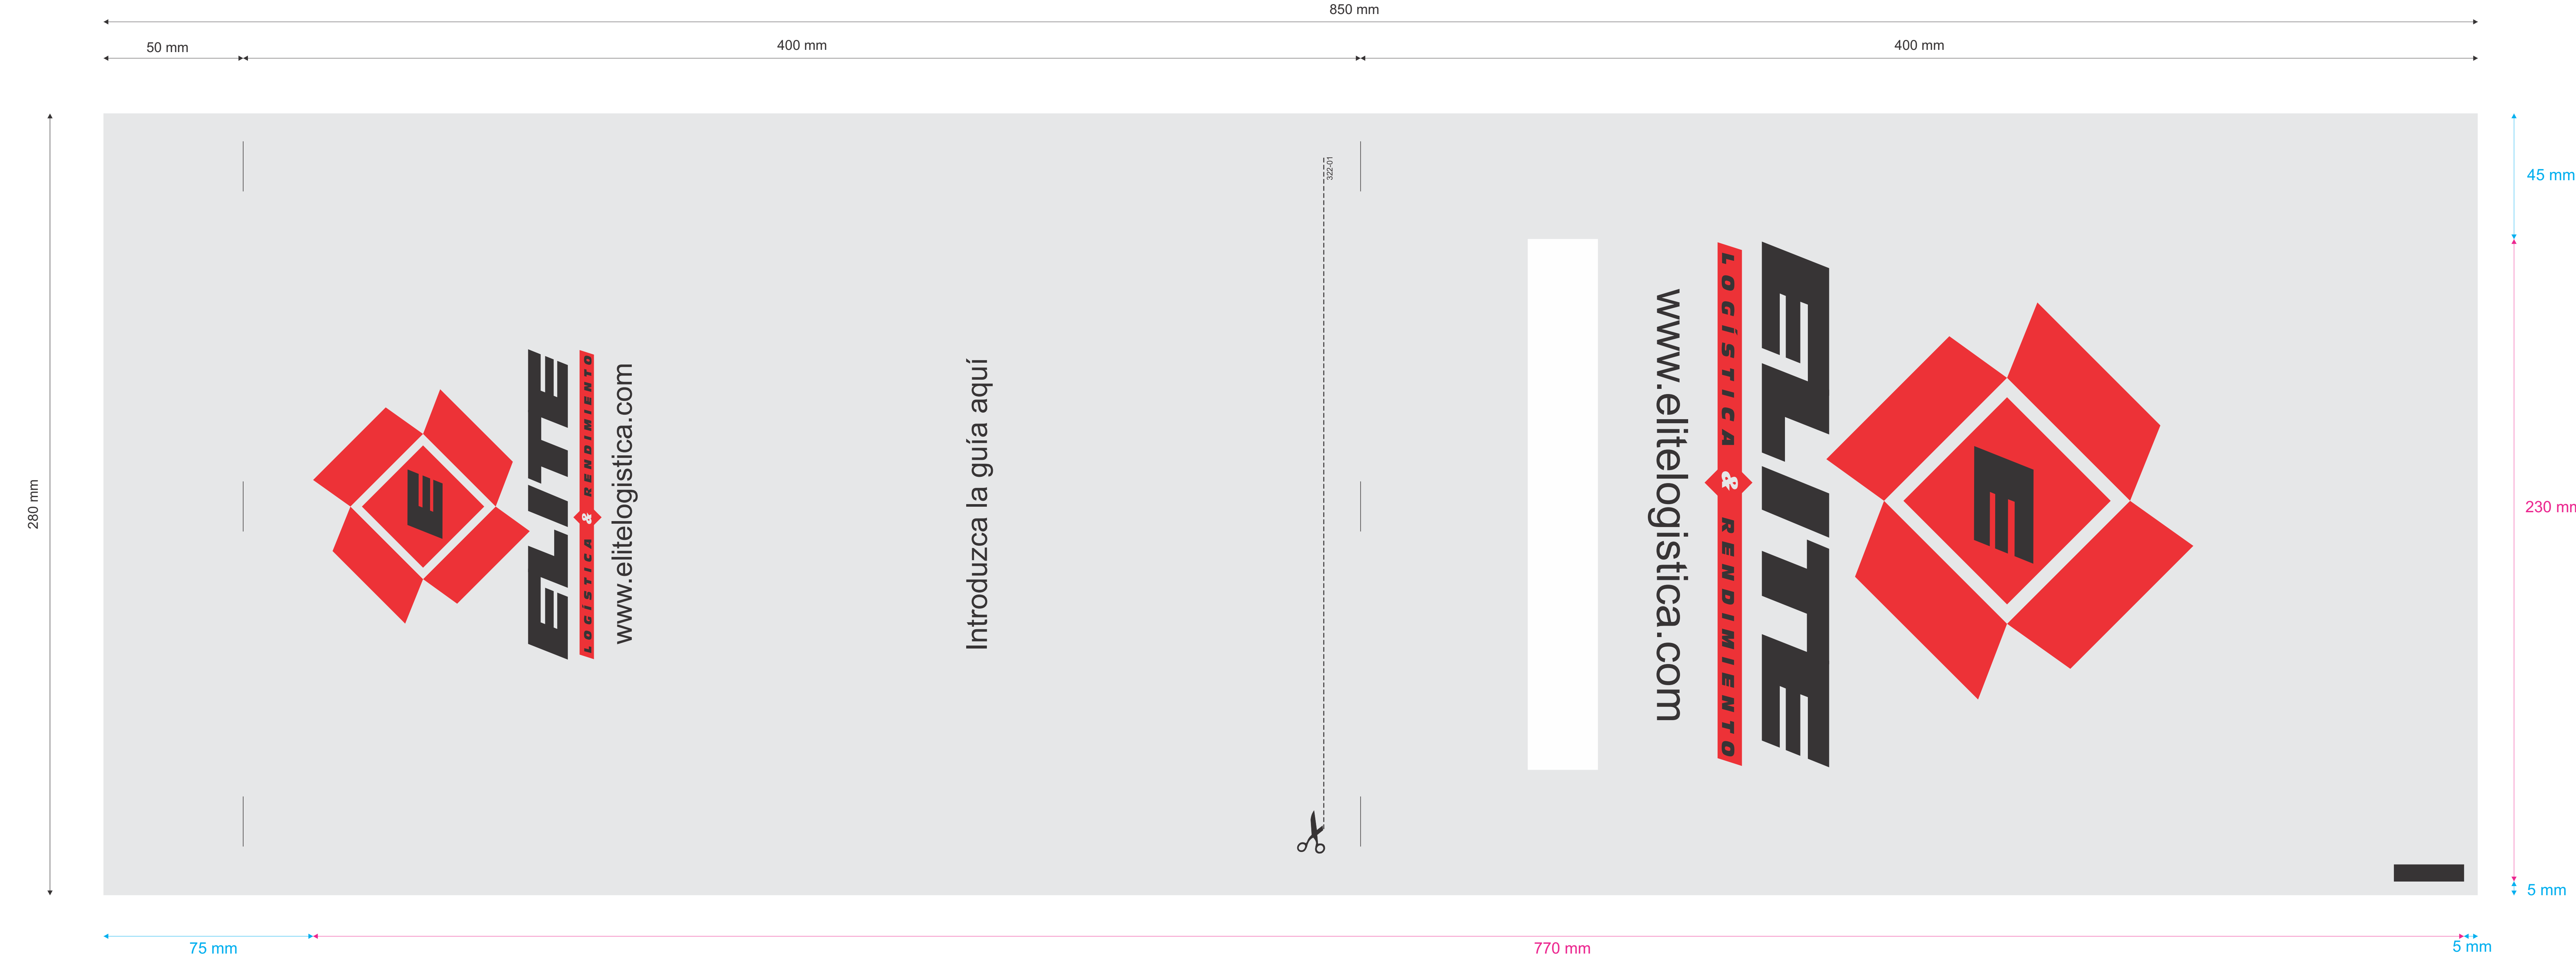 850 mm
50 mm
400 mm
400 mm
280 mm
E
ELITE
LOGÍSTICA & RENDIMIENTO
www.elitelogistica.com
Introduzca la guía aquí
322-01
www.elitelogistica.com
LOGÍSTICA & RENDIMIENTO
ELITE
E
45 mm
230 mm
5 mm
75 mm
770 mm
5 mm